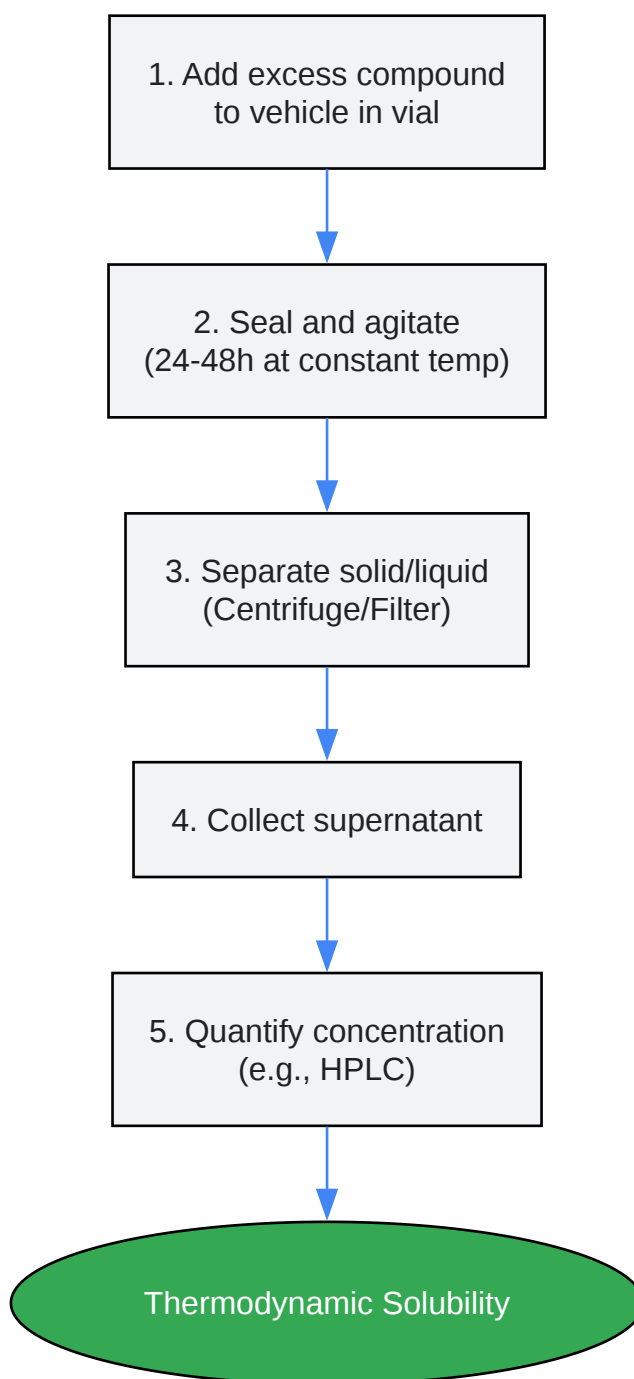 1. Add excess compound
to vehicle in vial
2. Seal and agitate
(24-48h at constant temp)
3. Separate solid/liquid
(Centrifuge/Filter)
4. Collect supernatant
5. Quantify concentration
(e.g., HPLC)
Thermodynamic Solubility